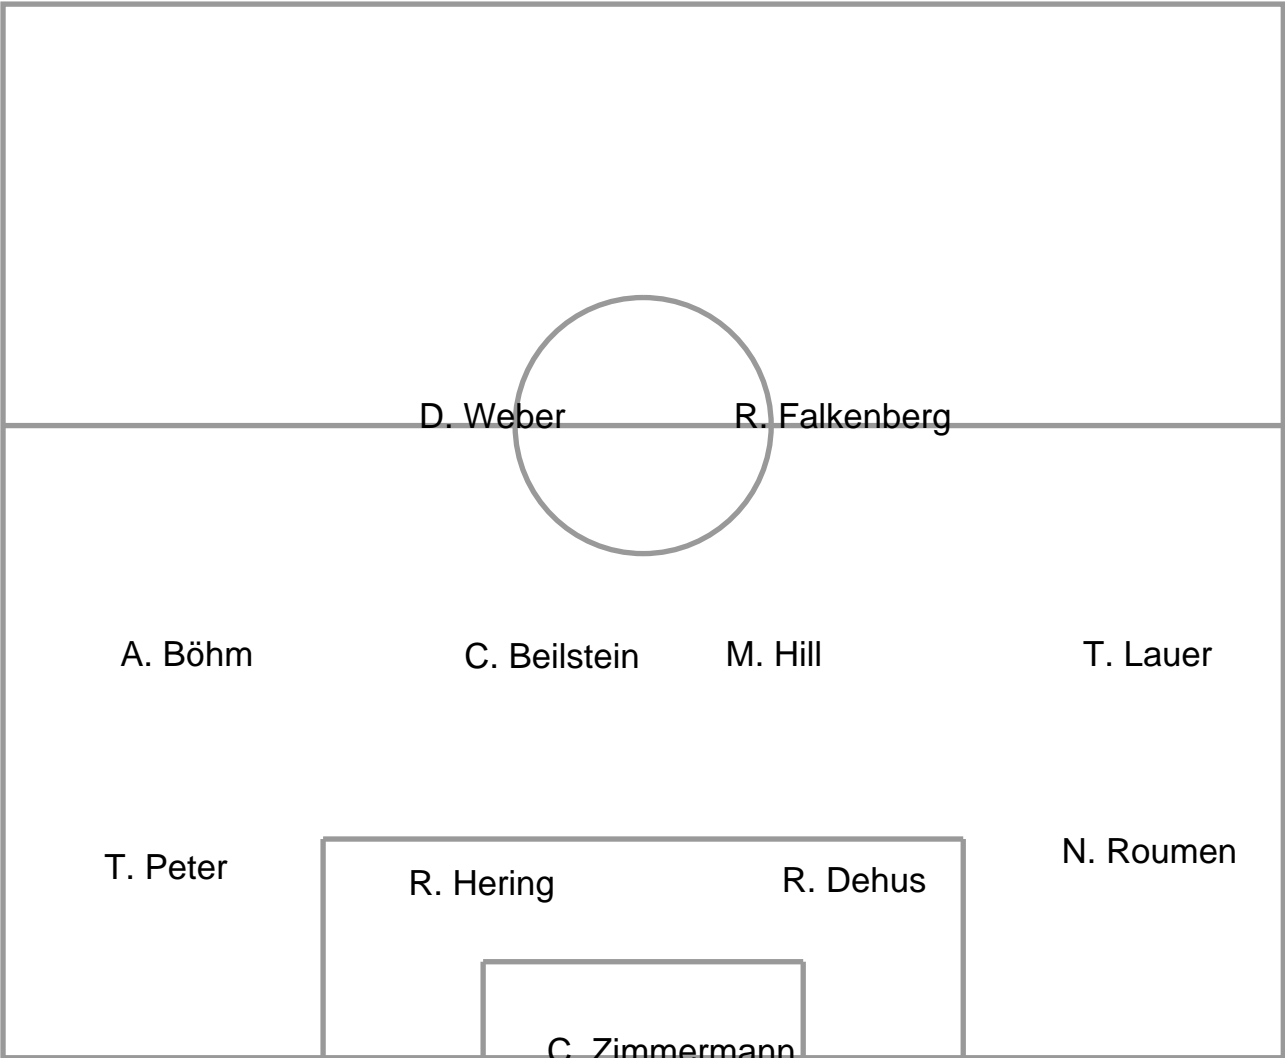 D. Weber R. Falkenberg
A. Böhm C. Beilstein M. Hill T. Lauer
T. Peter R. Hering R. Dehus N. Roumen
C. Zimmermann